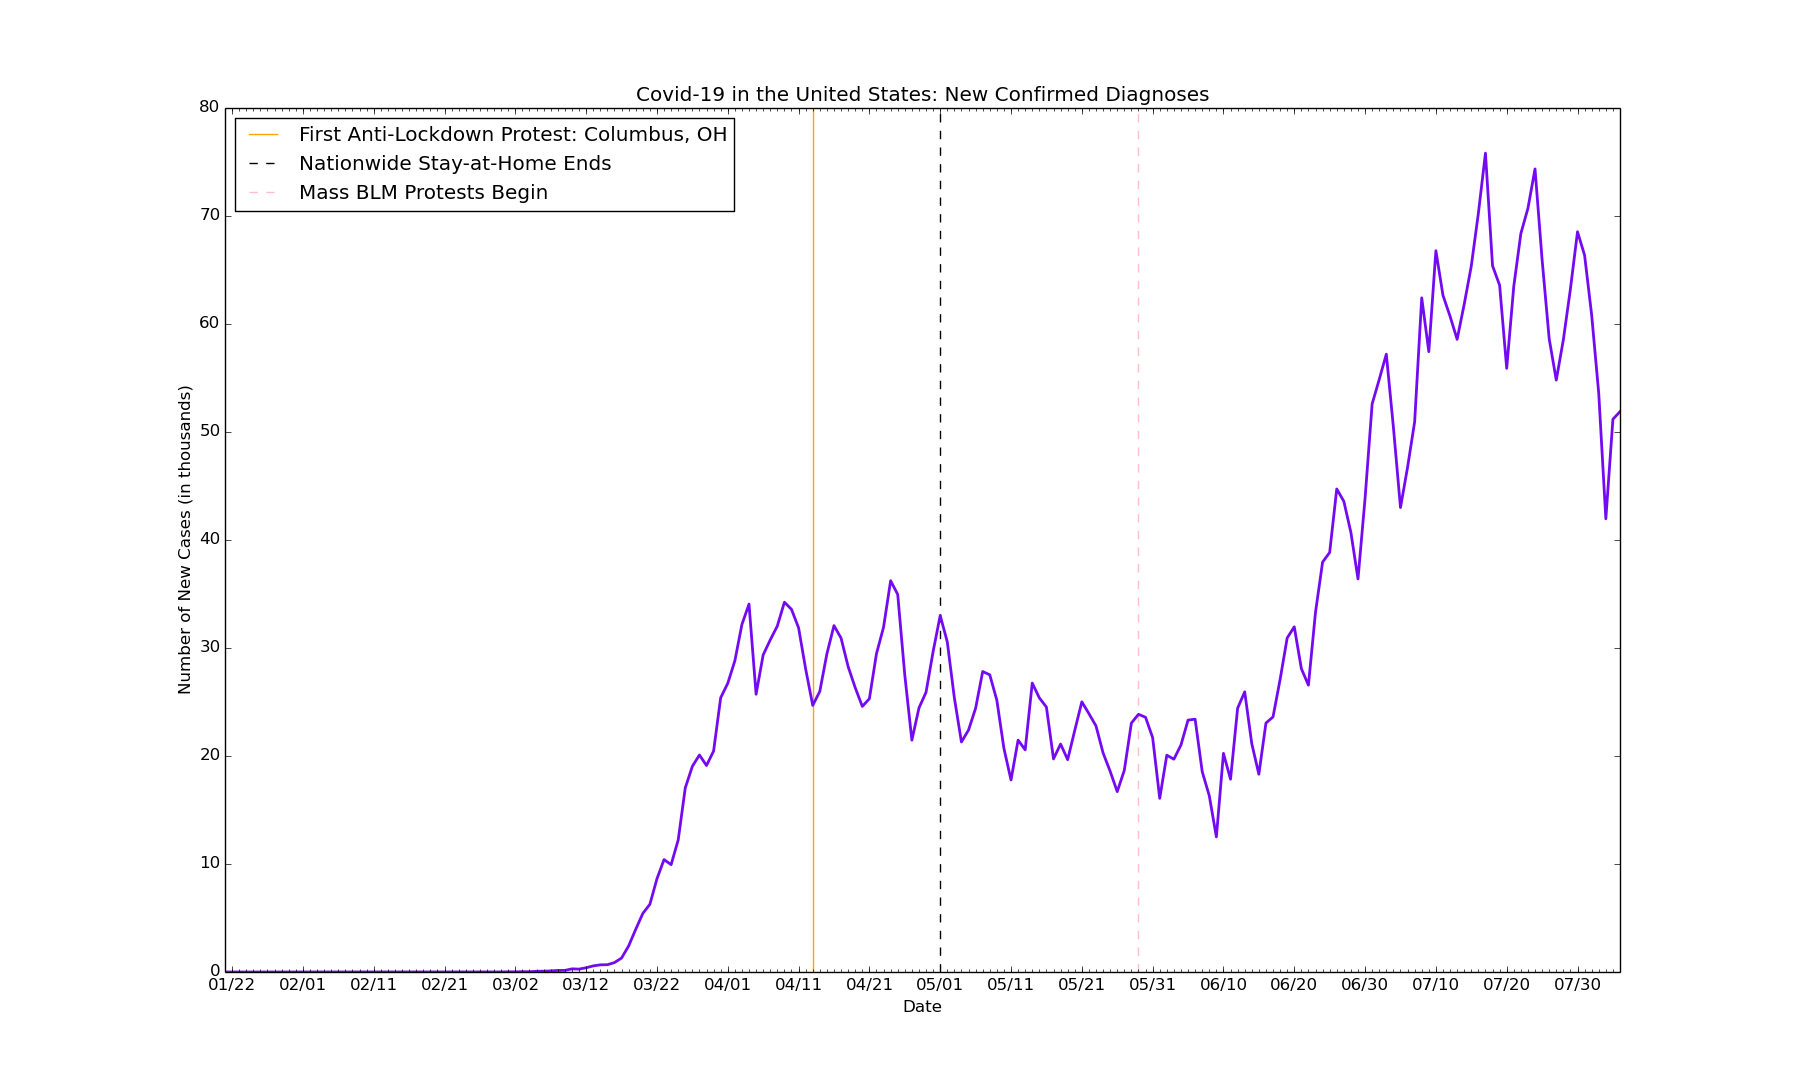 Covid-19 in the United States: New Confirmed Diagnoses
First Anti-Lockdown Protest: Columbus, OH
Nationwide Stay-at-Home Ends
Mass BLM Protests Begin
Number of New Cases (in thousands)
80
70
60
50
40
30
20
10
0
01/22 02/01 02/11 02/21 03/02 03/12 03/22 04/01 04/11 04/21 05/01 05/11 05/21 05/31 06/10 06/20 06/30 07/10 07/20 07/30
Date